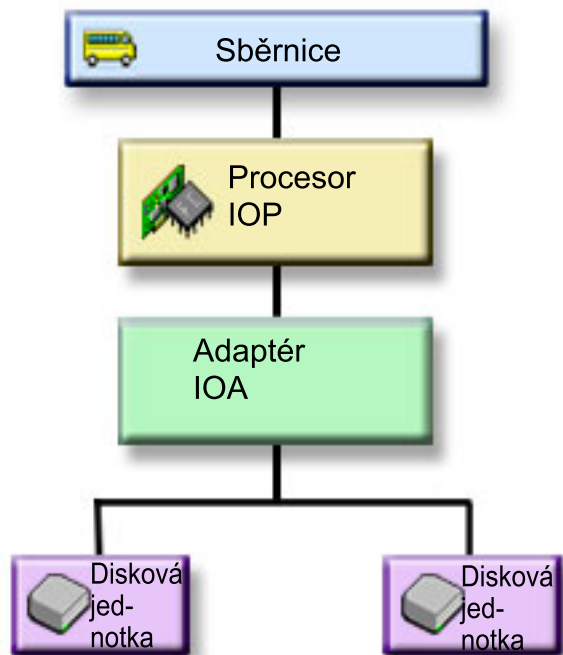 Sběrnice
Procesor
IOP
Adaptér
IOA
Disková
jed-
notka
Disková
jed-
notka